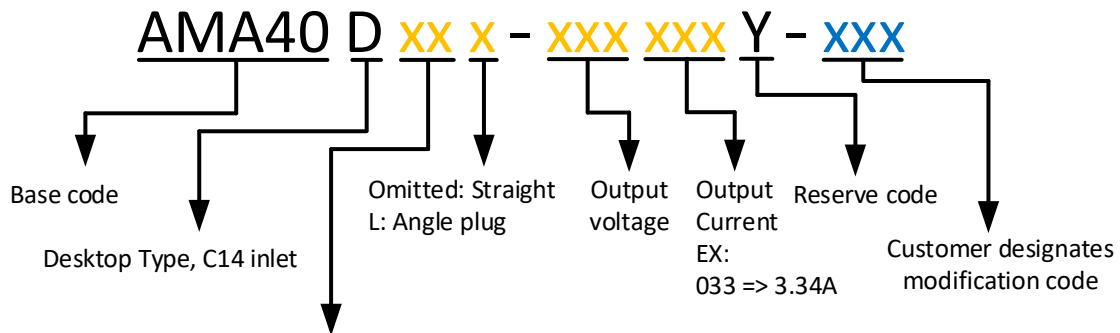 AMA40 D xx x - xxx xxx Y - xxx
Base code
Desktop Type, C14 inlet
Omitted: Straight
L: Angle plug
Output
voltage
Output
Current
EX:
033 => 3.34A
Reserve code
Customer designates
modification code